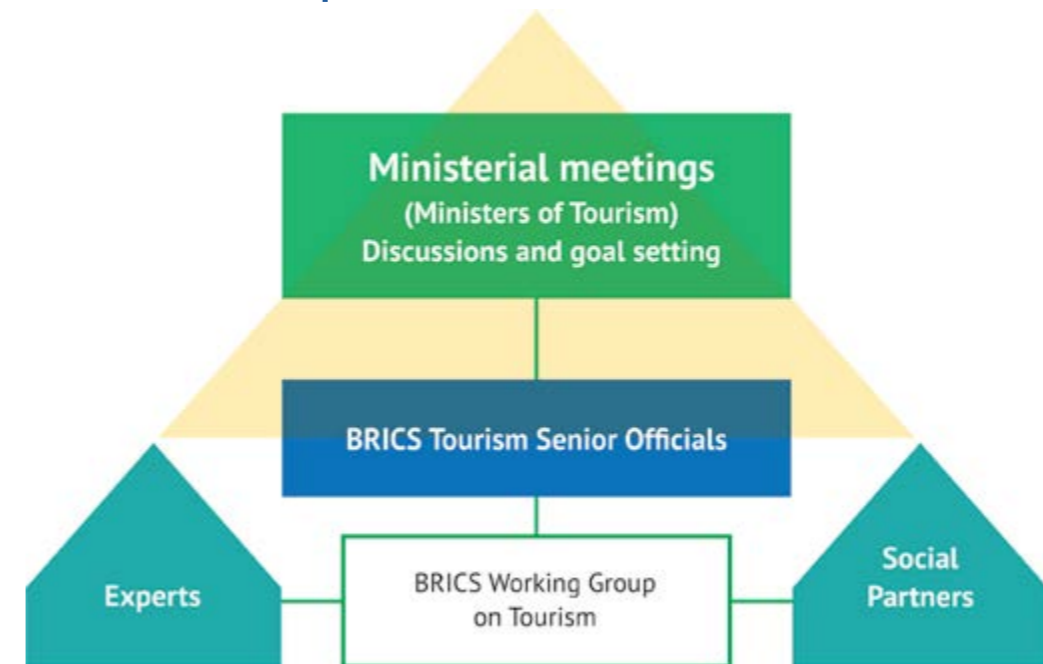 Ministerial meetings
(Ministers of Tourism)
Discussions and goal setting
BRICS Tourism Senior Officials
Experts
BRICS Working Group
on Tourism
Social
Partners